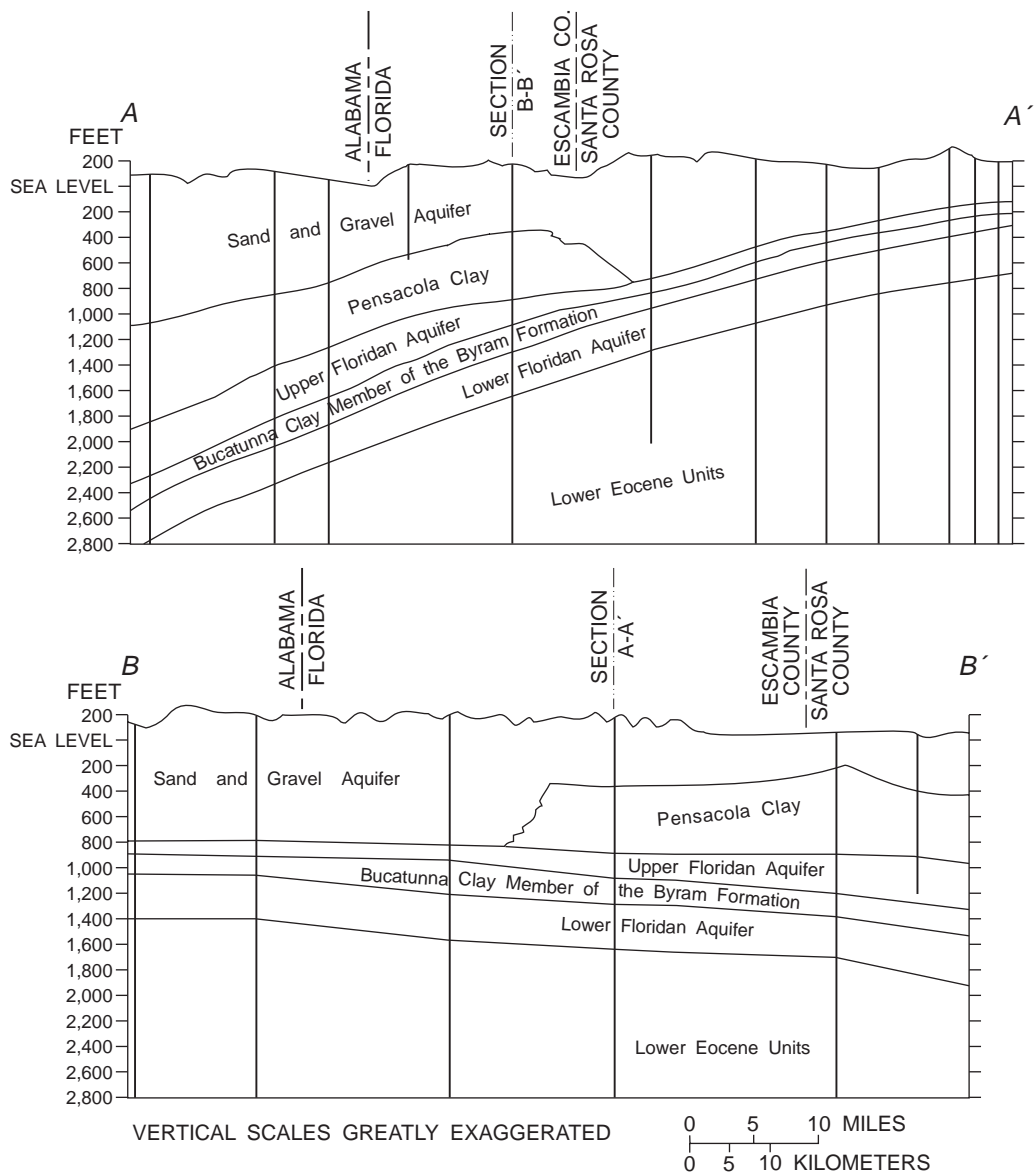 ALABAMA
FLORIDA
SECTION
B-B´
ESCAMBIA CO.
SANTA ROSA
COUNTY
A
A´
FEET
200
SEA LEVEL
200
400
600
800
1,000
1,200
1,400
1,600
1,800
2,000
2,200
2,400
2,600
2,800
Sand and Gravel Aquifer
Pensacola Clay
Upper Floridan Aquifer
Bucatunna Clay Member of the Byram Formation
Lower Floridan Aquifer
Lower Eocene Units
ALABAMA
FLORIDA
SECTION
A-A´
ESCAMBIA
COUNTY
SANTA ROSA
COUNTY
B
B´
FEET
200
SEA LEVEL
200
400
600
800
1,000
1,200
1,400
1,600
1,800
2,000
2,200
2,400
2,600
2,800
Sand and Gravel Aquifer
Pensacola Clay
Upper Floridan Aquifer
Bucatunna Clay Member of the Byram Formation
Lower Floridan Aquifer
Lower Eocene Units
VERTICAL SCALES GREATLY EXAGGERATED
0 5 10 MILES
0 5 10 KILOMETERS